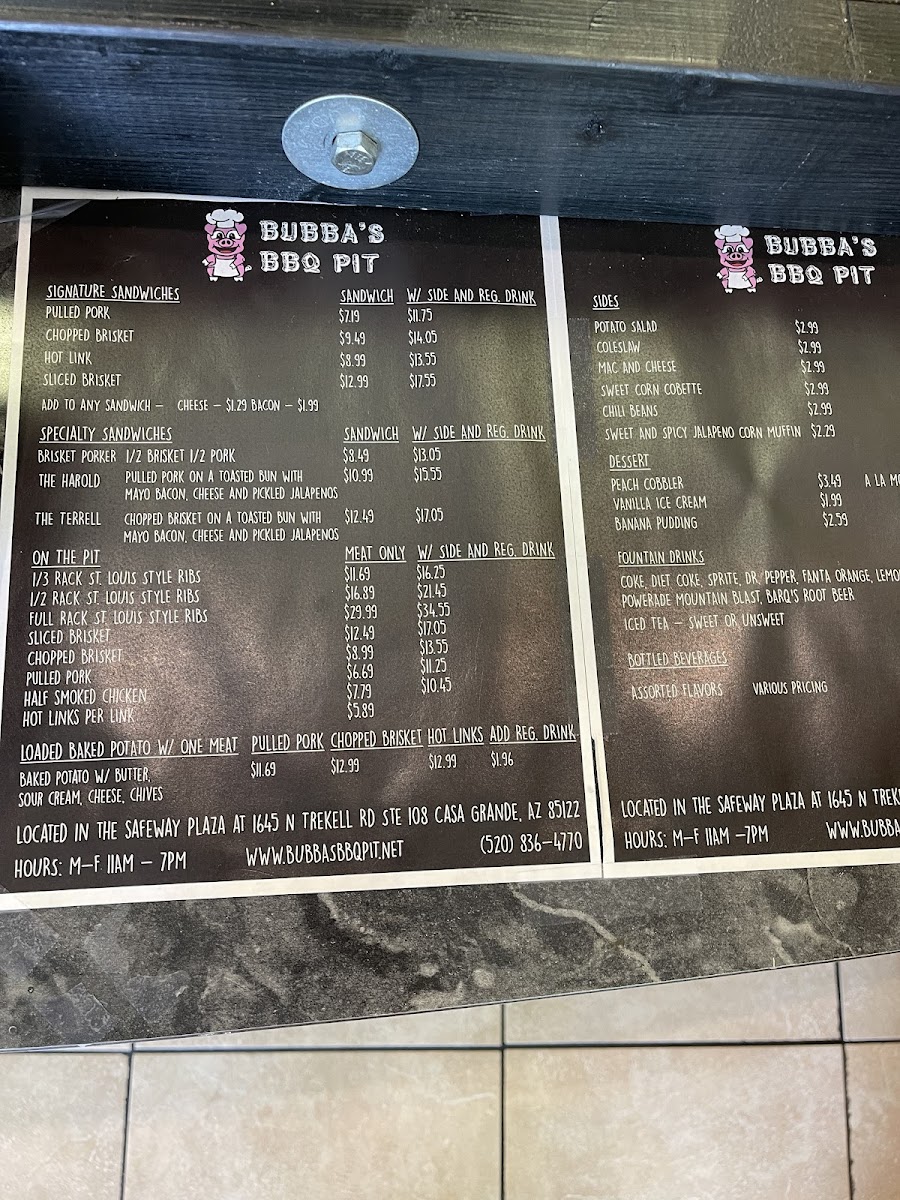 BUBBA'S
BBQ PIT
SIGNATURE SANDWICHES SANDWICH W/ SIDE AND REG. DRINK
PULLED PORK $7.19 $11.75
CHOPPED BRISKET $9.49 $14.05
HOT LINK $8.99 $13.55
SLICED BRISKET $12.99 $17.55
ADD TO ANY SANDWICH – CHEESE – $1.29 BACON – $1.99
SPECIALTY SANDWICHES SANDWICH W/ SIDE AND REG. DRINK
BRISKET PORKER 1/2 BRISKET 1/2 PORK $8.49 $13.05
THE HAROLD PULLED PORK ON A TOASTED BUN WITH $10.99 $15.55
MAYO BACON, CHEESE AND PICKLED JALAPENOS
THE TERRELL CHOPPED BRISKET ON A TOASTED BUN WITH $12.49 $17.05
MAYO BACON, CHEESE AND PICKLED JALAPENOS
ON THE PIT MEAT ONLY W/ SIDE AND REG. DRINK
1/3 RACK ST. LOUIS STYLE RIBS $11.69 $16.25
1/2 RACK ST. LOUIS STYLE RIBS $16.89 $21.45
FULL RACK ST. LOUIS STYLE RIBS $29.99 $34.55
SLICED BRISKET $12.49 $17.05
CHOPPED BRISKET $8.99 $13.55
PULLED PORK $6.69 $11.25
HALF SMOKED CHICKEN $7.79 $10.45
HOT LINKS PER LINK $5.89
LOADED BAKED POTATO W/ ONE MEAT PULLED PORK CHOPPED BRISKET HOT LINKS ADD REG. DRINK
BAKED POTATO W/ BUTTER, $11.69 $12.99 $12.99 $1.96
SOUR CREAM, CHEESE, CHIVES
LOCATED IN THE SAFEWAY PLAZA AT 1645 N TREKELL RD STE 108 CASA GRANDE, AZ 85122
HOURS: M–F 11AM – 7PM WWW.BUBBASBBQPIT.NET (520) 836-4770
BUBBA'S
BBQ PIT
SIDES
POTATO SALAD $2.99
COLESLAW $2.99
MAC AND CHEESE $2.99
SWEET CORN COBETTE $2.99
CHILI BEANS $2.99
SWEET AND SPICY JALAPENO CORN MUFFIN $2.29
DESSERT
PEACH COBBLER $3.49 A LA MO
VANILLA ICE CREAM $1.99
BANANA PUDDING $2.59
FOUNTAIN DRINKS
COKE, DIET COKE, SPRITE, DR. PEPPER, FANTA ORANGE, LEMO
POWERADE MOUNTAIN BLAST, BARQ'S ROOT BEER
ICED TEA – SWEET OR UNSWEET
BOTTLED BEVERAGES
ASSORTED FLAVORS VARIOUS PRICING
LOCATED IN THE SAFEWAY PLAZA AT 1645 N TREKE
HOURS: M–F 11AM –7PM WWW.BUBBA